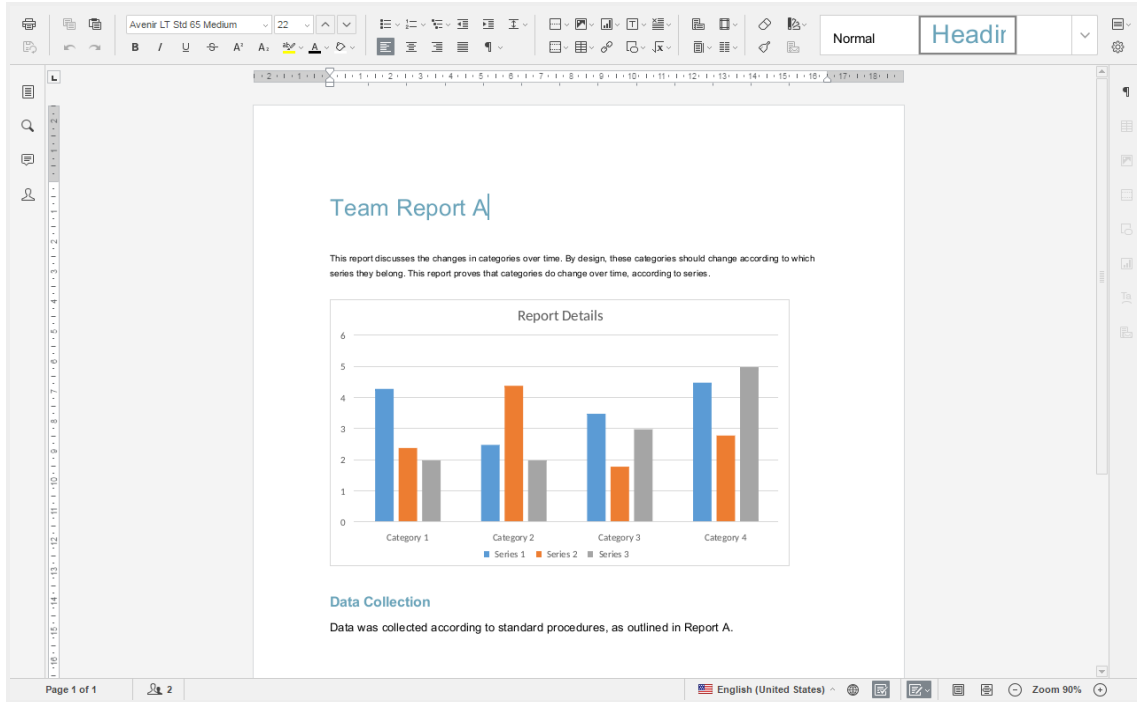 Avenir LT Std 65 Medium 22
B I U S A² A₂ A
Normal Headir
Team Report A
This report discusses the changes in categories over time. By design, these categories should change according to which
series they belong. This report proves that categories do change over time, according to series.
Report Details
6
5
4
3
2
1
0
Category 1 Category 2 Category 3 Category 4
Series 1 Series 2 Series 3
Data Collection
Data was collected according to standard procedures, as outlined in Report A.
Page 1 of 1 2 English (United States) Zoom 90%